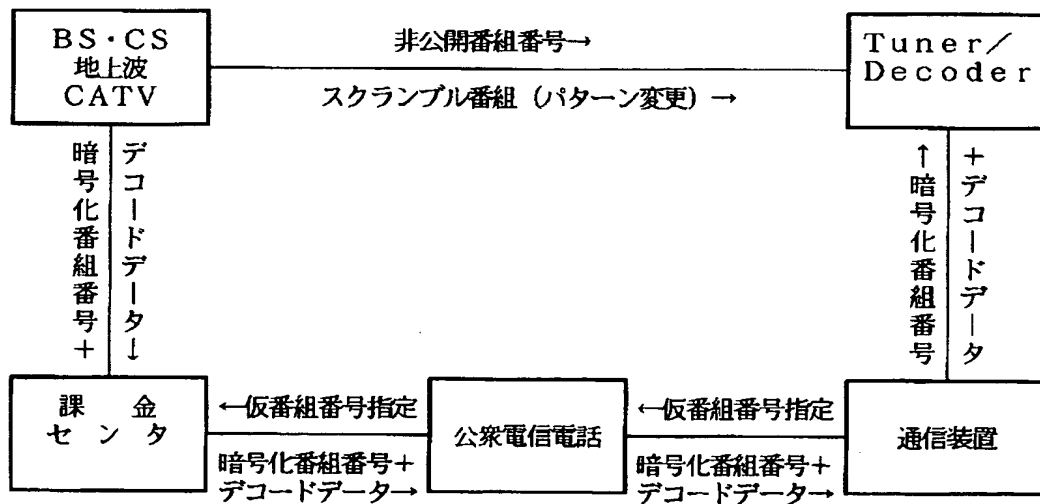 BS・CS
地上波
CATV
非公開番組番号→
スクランブル番組（パターン変更）→
Tuner／
Decoder
暗号化番組番号＋
デコードデータ↓
↑暗号化番組番号
＋デコードデータ
課　金
センタ
←仮番組番号指定
暗号化番組番号＋
デコードデータ→
公衆電信電話
←仮番組番号指定
暗号化番組番号＋
デコードデータ→
通信装置